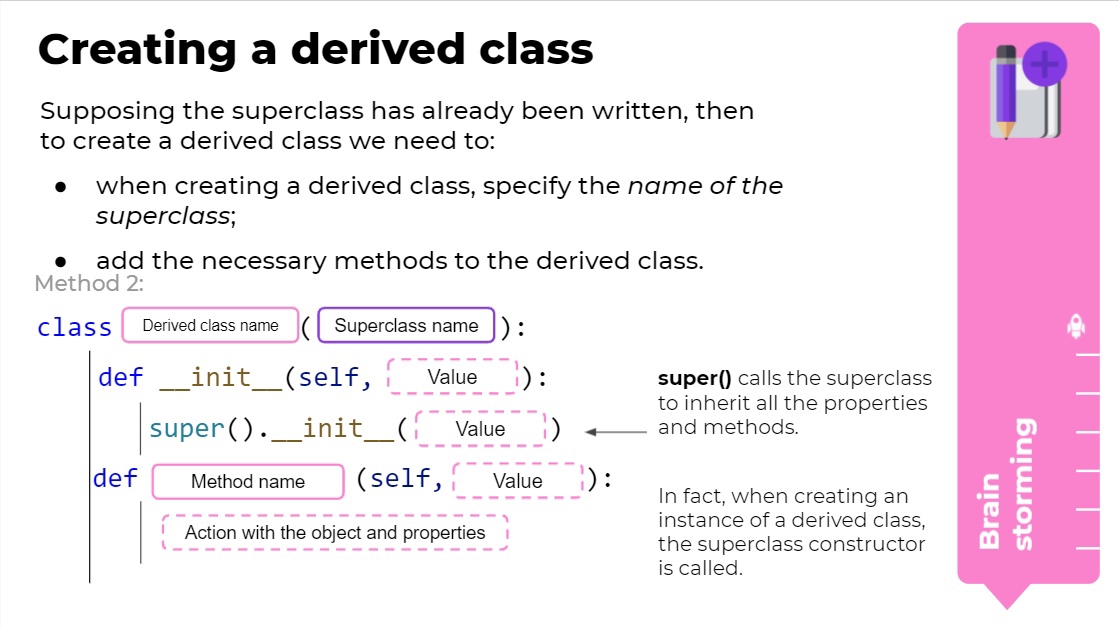 Creating a derived class
Supposing the superclass has already been written, then
to create a derived class we need to:
● when creating a derived class, specify the name of the
superclass;
● add the necessary methods to the derived class.
Method 2:
class Derived class name ( Superclass name ):
def __init__(self, Value ):
super().__init__( Value )
def Method name (self, Value ):
Action with the object and properties
super() calls the superclass
to inherit all the properties
and methods.
In fact, when creating an
instance of a derived class,
the superclass constructor
is called.
Brain
storming